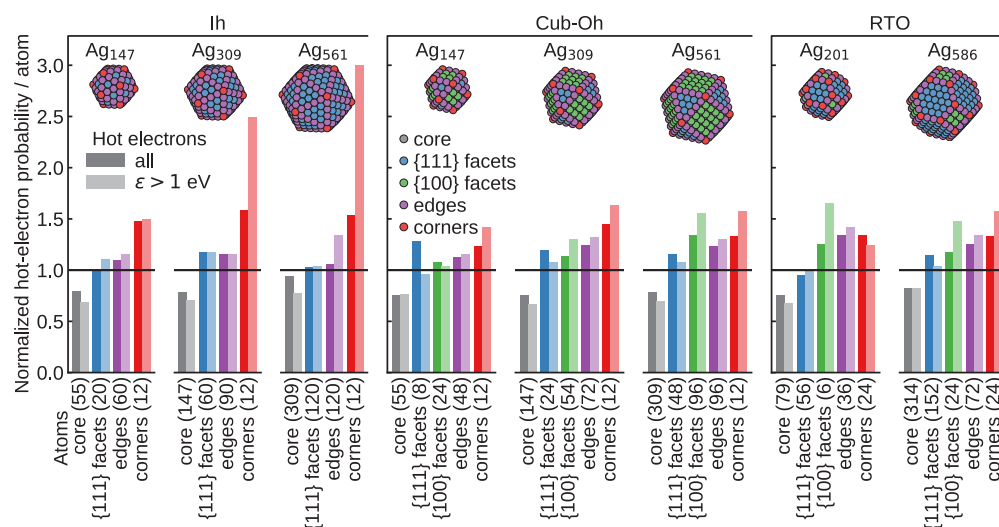 Ih Cub-Oh RTO
Ag147 Ag309 Ag561 Ag147 Ag309 Ag561 Ag201 Ag586
Normalized hot-electron probability / atom
3.0
2.5
2.0
1.5
1.0
0.5
0.0
Hot electrons
all
ε > 1 eV
core
{111} facets
{100} facets
edges
corners
Atoms
core (55)
{111} facets (20)
edges (60)
corners (12)
core (147)
{111} facets (60)
edges (90)
corners (12)
core (309)
{111} facets (120)
edges (120)
corners (12)
core (55)
{111} facets (8)
{100} facets (24)
edges (48)
corners (12)
core (147)
{111} facets (24)
{100} facets (54)
edges (72)
corners (12)
core (309)
{111} facets (48)
{100} facets (96)
edges (96)
corners (12)
core (79)
{111} facets (56)
{100} facets (6)
edges (36)
corners (24)
core (314)
{111} facets (152)
{100} facets (24)
edges (72)
corners (24)